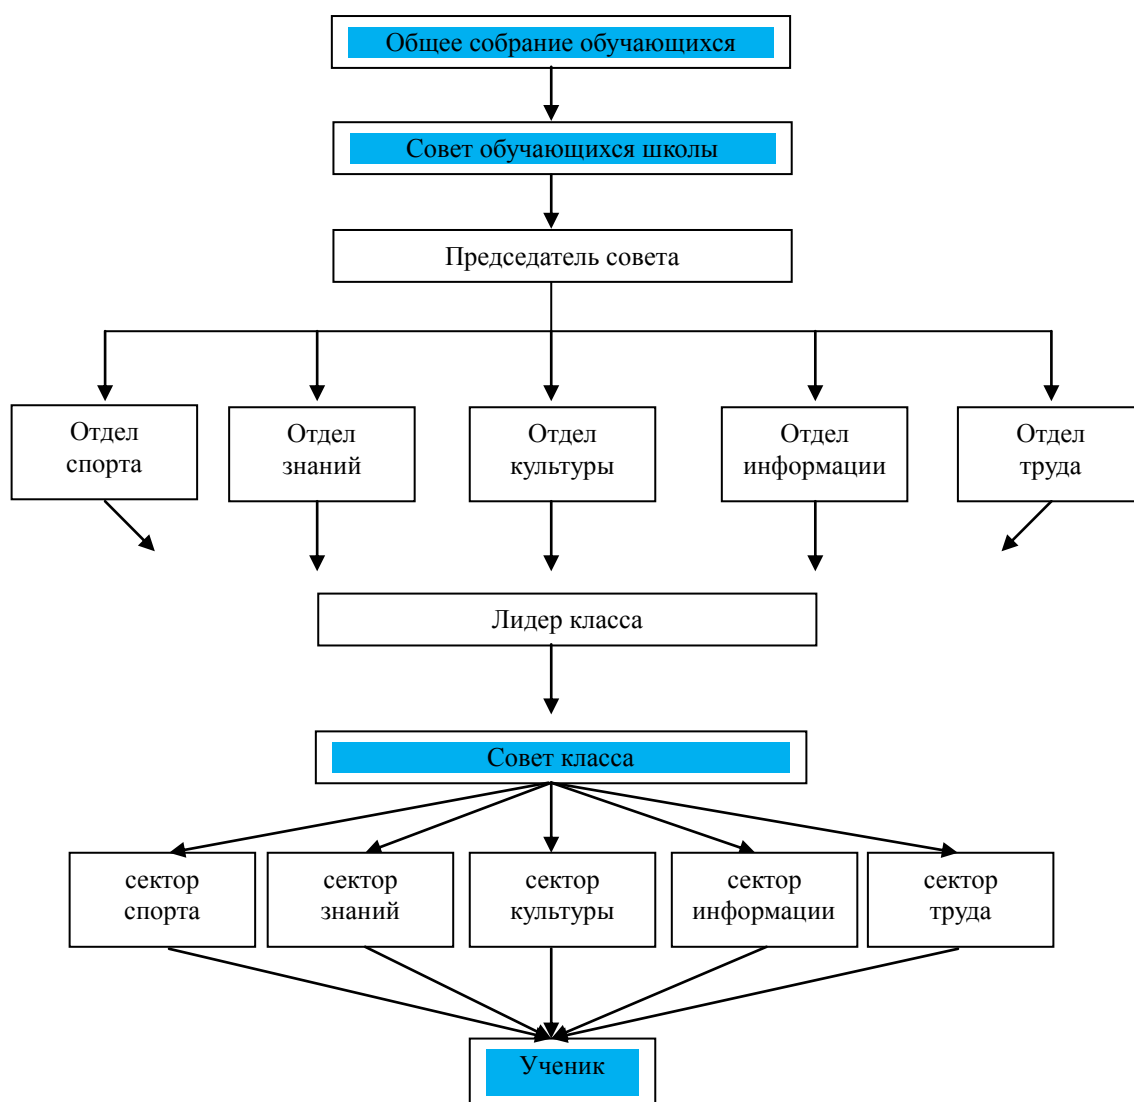 Общее собрание обучающихся
Совет обучающихся школы
Председатель совета
Отдел
спорта
Отдел
знаний
Отдел
культуры
Отдел
информации
Отдел
труда
Лидер класса
Совет класса
сектор
спорта
сектор
знаний
сектор
культуры
сектор
информации
сектор
труда
Ученик